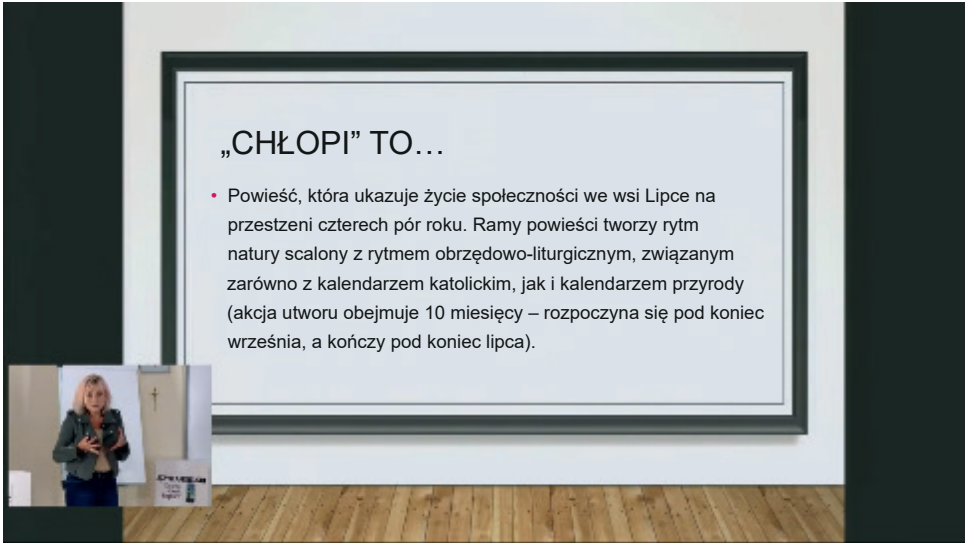 „CHŁOPI” TO…
• Powieść, która ukazuje życie społeczności we wsi Lipce na
przestzeni czterech pór roku. Ramy powieści tworzy rytm
natury scalony z rytmem obrzędowo-liturgicznym, związanym
zarówno z kalendarzem katolickim, jak i kalendarzem przyrody
(akcja utworu obejmuje 10 miesięcy – rozpoczyna się pod koniec
września, a kończy pod koniec lipca).